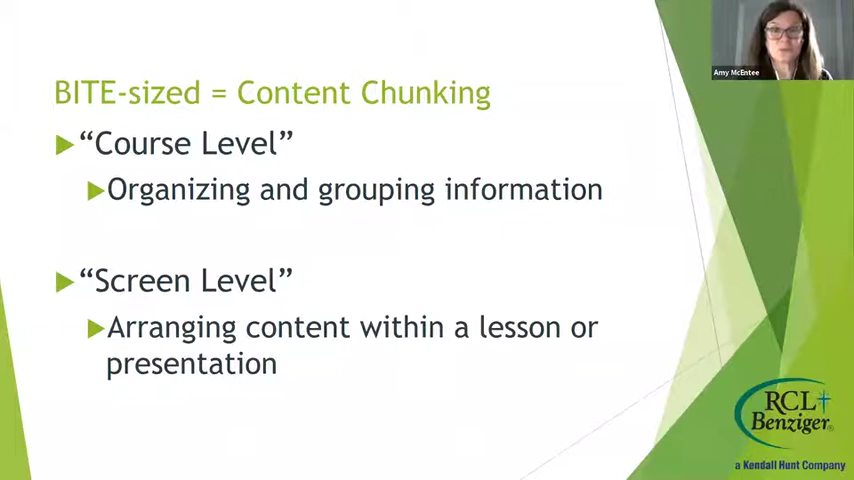 Amy McEntee
BITE-sized = Content Chunking
“Course Level”
Organizing and grouping information
“Screen Level”
Arranging content within a lesson or
presentation
RCL
Benziger®
a Kendall Hunt Company